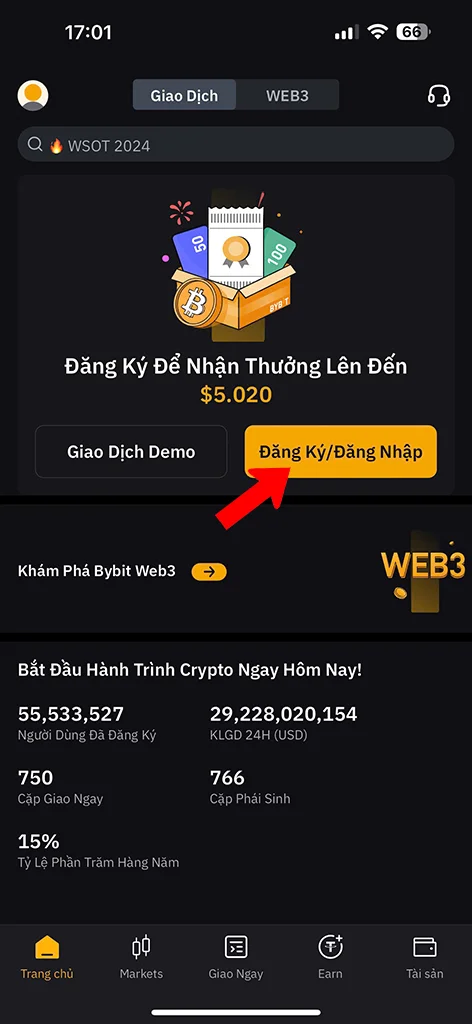 17:01
66
Giao Dịch
WEB3
WSOT 2024
50
100
Đăng Ký Để Nhận Thưởng Lên Đến
$5.020
Giao Dịch Demo
Đăng Ký/Đăng Nhập
Khám Phá Bybit Web3
WEB3
Bắt Đầu Hành Trình Crypto Ngay Hôm Nay!
55,533,527
29,228,020,154
Người Dùng Đã Đăng Ký
KLGD 24H (USD)
750
766
Cặp Giao Ngay
Cặp Phái Sinh
15%
Tỷ Lệ Phần Trăm Hàng Năm
Trang chủ
Markets
Giao Ngay
Earn
Tài sản